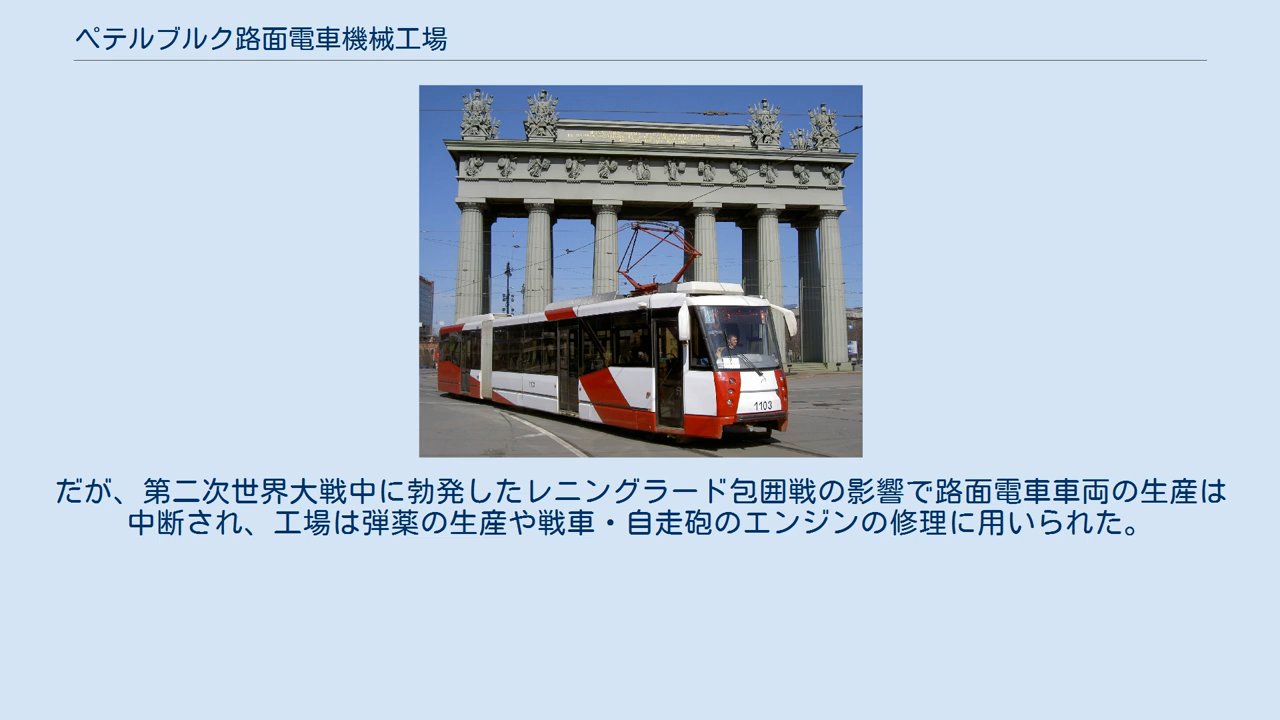 ペテルブルク路面電車機械工場
1103
だが、第二次世界大戦中に勃発したレニングラード包囲戦の影響で路面電車車両の生産は
中断され、工場は弾薬の生産や戦車・自走砲のエンジンの修理に用いられた。